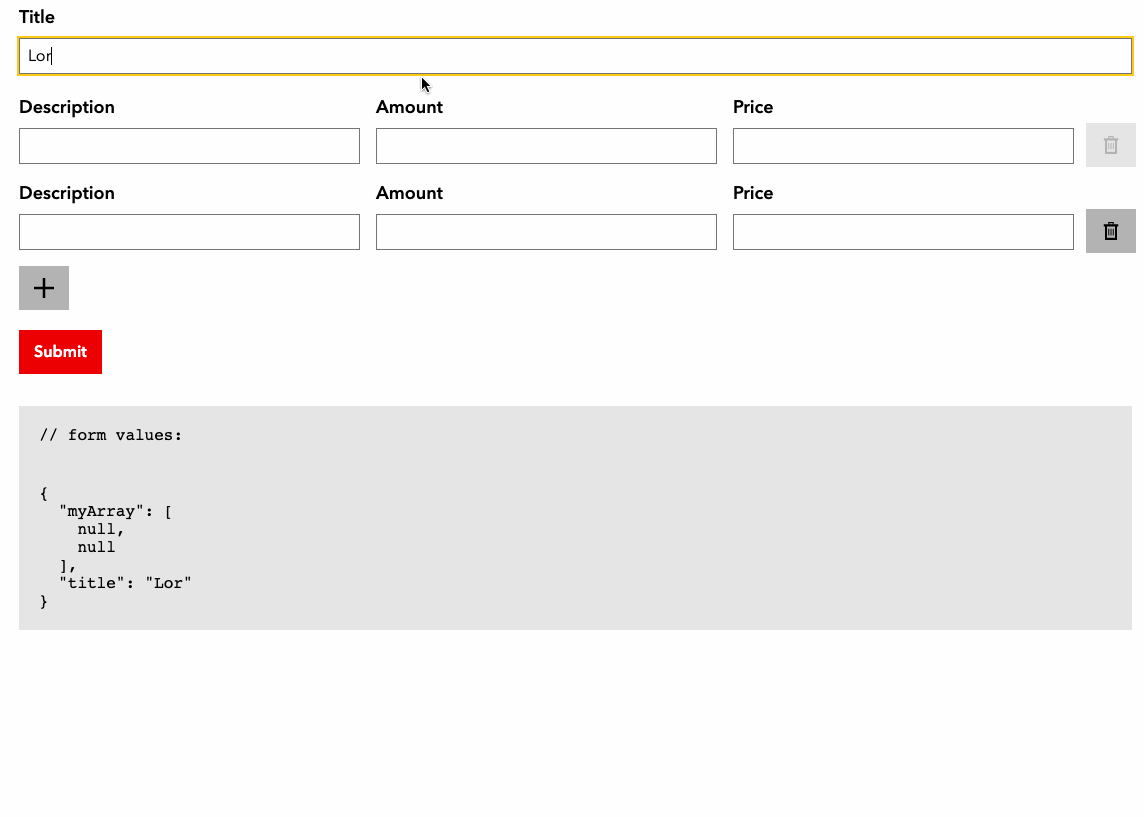 Title
Lor
Description Amount Price
Description Amount Price
Submit
// form values:
{
  "myArray": [
    null,
    null
  ],
  "title": "Lor"
}